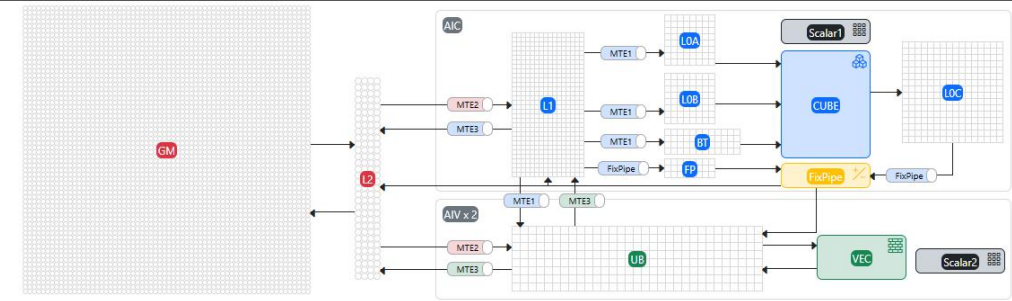 AIC
Scalar1
L0A
MTE1
MTE2
L1
L0B
CUBE
L0C
MTE1
MTE3
GM
MTE1
BT
L2
FixPipe
FP
FixPipe
FixPipe
MTE1
MTE3
AIV x 2
MTE2
UB
VEC
Scalar2
MTE3